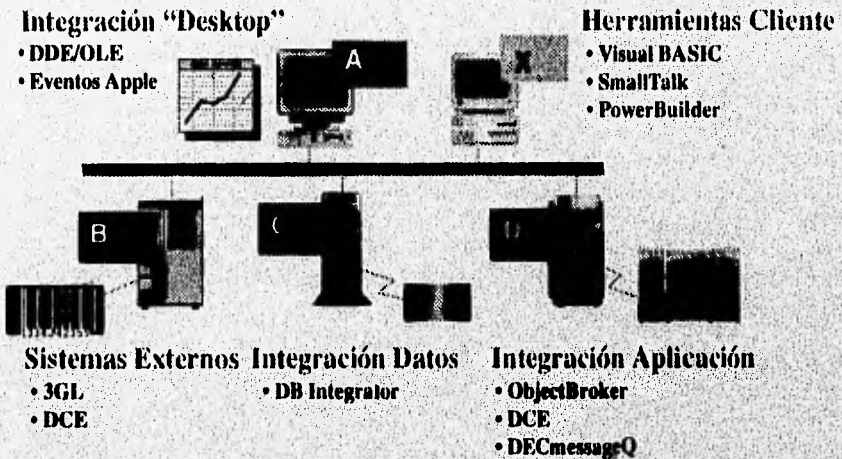 Integración “Desktop”
• DDE/OLE
• Eventos Apple
Herramientas Cliente
• Visual BASIC
• SmallTalk
• PowerBuilder
A
X
B
C
D
Sistemas Externos
• 3GL
• DCE
Integración Datos
• DB Integrator
Integración Aplicación
• ObjectBroker
• DCE
• DECmessageQ